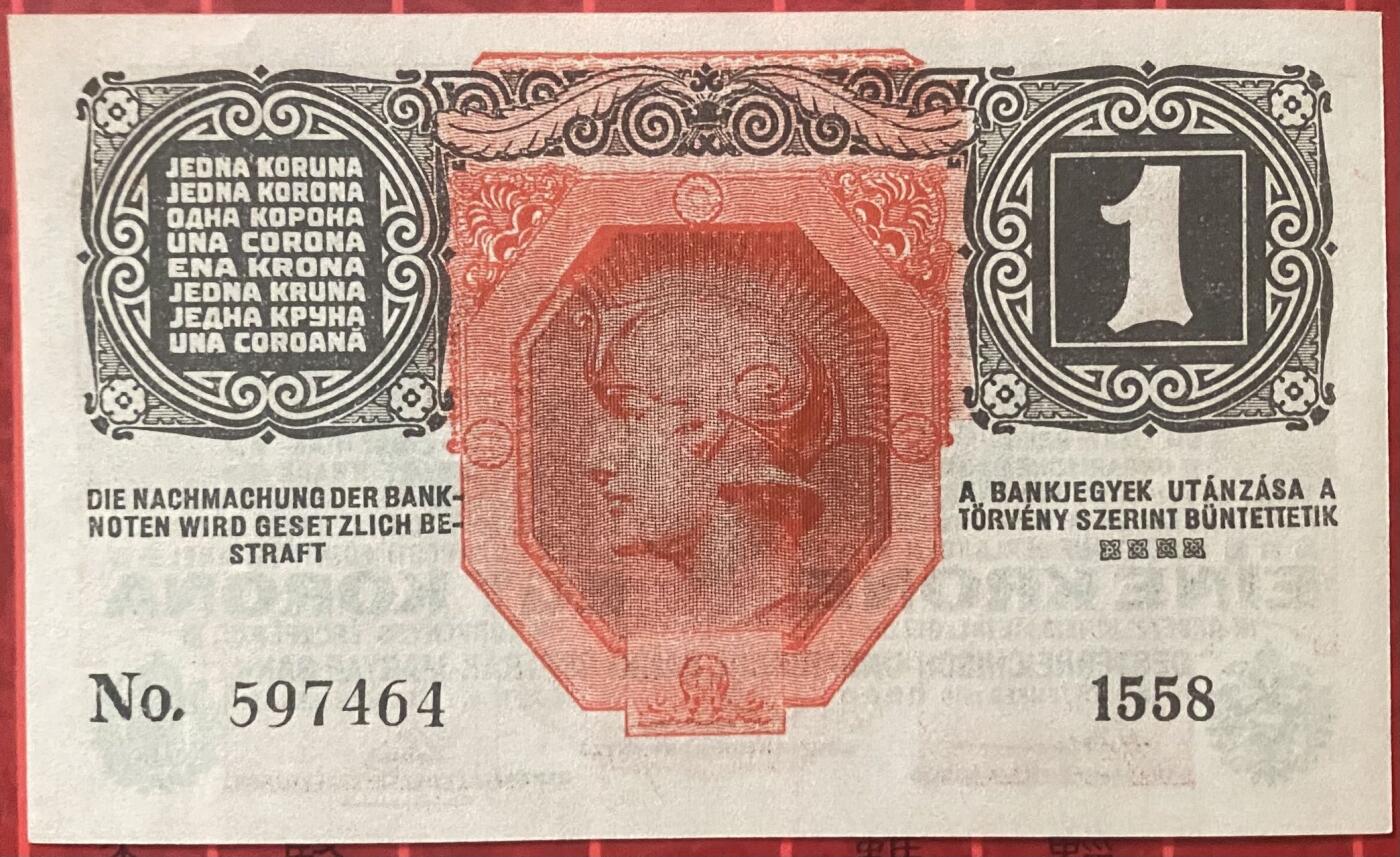 JEDNA KORUNA
JEDNA KORONA
ОДНА КОРОНА
UNA CORONA
ENA KRONA
JEDNA KRUNA
ЈЕДНА КРУНА
UNA COROANĂ
1
DIE NACHMACHUNG DER BANK-
NOTEN WIRD GESETZLICH BE-
STRAFT
A BANKJEGYEK UTÁNZÁSA A
TÖRVÉNY SZERINT BÜNTETTETIK
No. 597464
1558